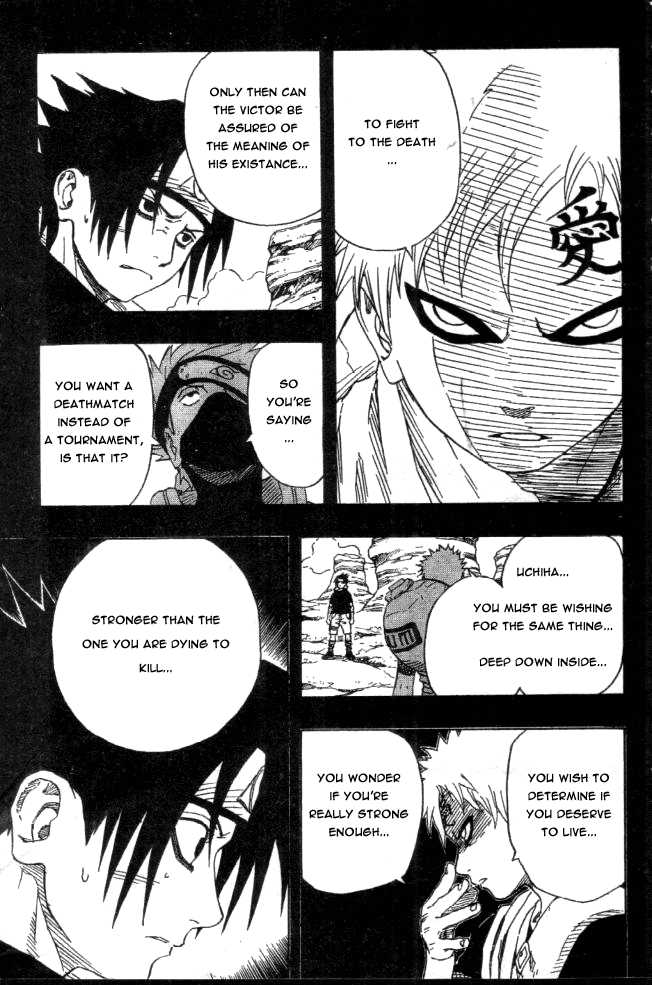 TO FIGHT
TO THE DEATH
...
愛
ONLY THEN CAN
THE VICTOR BE
ASSURED OF
THE MEANING OF
HIS EXISTANCE...
SO
YOU'RE
SAYING
...
YOU WANT A
DEATHMATCH
INSTEAD OF
A TOURNAMENT,
IS THAT IT?
UCHIHA...
YOU MUST BE WISHING
FOR THE SAME THING...
DEEP DOWN INSIDE...
YOU WISH TO
DETERMINE IF
YOU DESERVE
TO LIVE...
YOU WONDER
IF YOU'RE
REALLY STRONG
ENOUGH...
STRONGER THAN THE
ONE YOU ARE DYING TO
KILL...